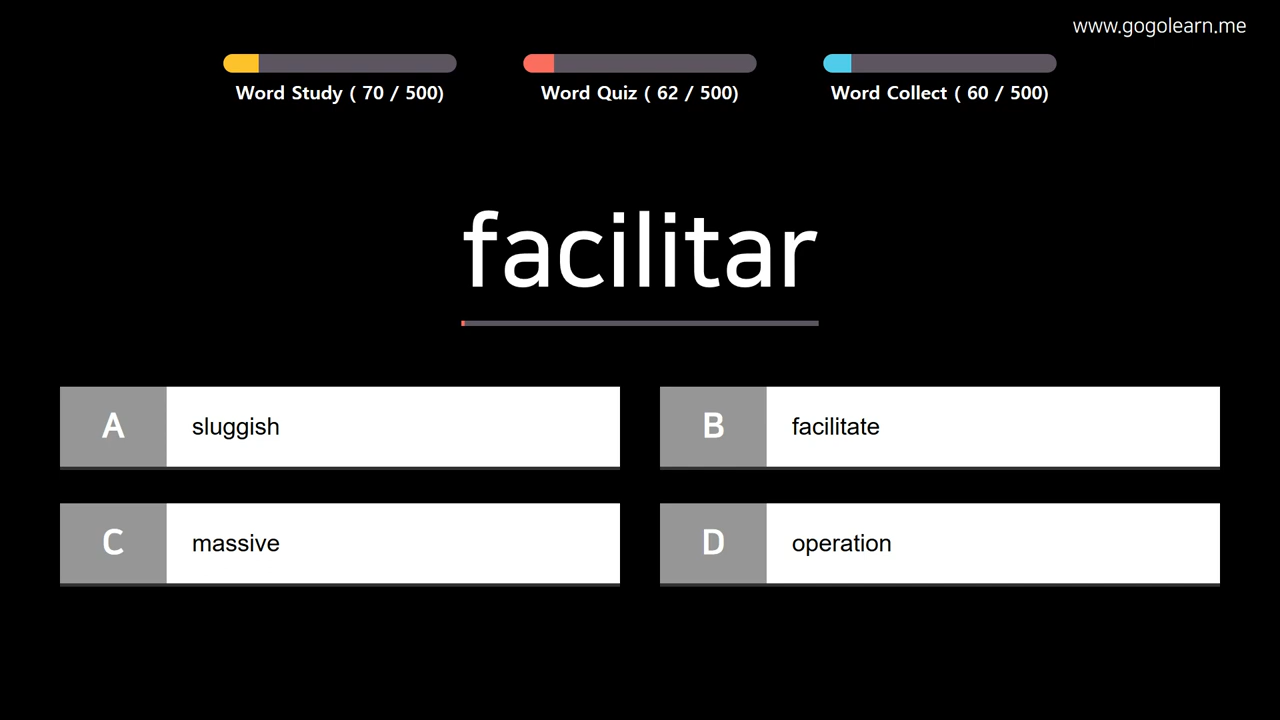 www.gogolearn.me
Word Study ( 70 / 500)
Word Quiz ( 62 / 500)
Word Collect ( 60 / 500)
facilitar
A sluggish
B facilitate
C massive
D operation